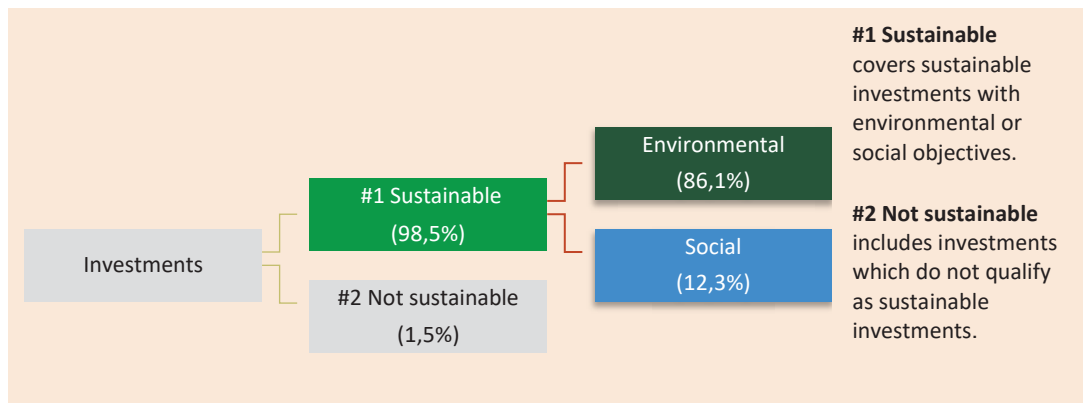 Investments
#1 Sustainable
(98,5%)
#2 Not sustainable
(1,5%)
Environmental
(86,1%)
Social
(12,3%)
#1 Sustainable
covers sustainable
investments with
environmental or
social objectives.
#2 Not sustainable
includes investments
which do not qualify
as sustainable
investments.